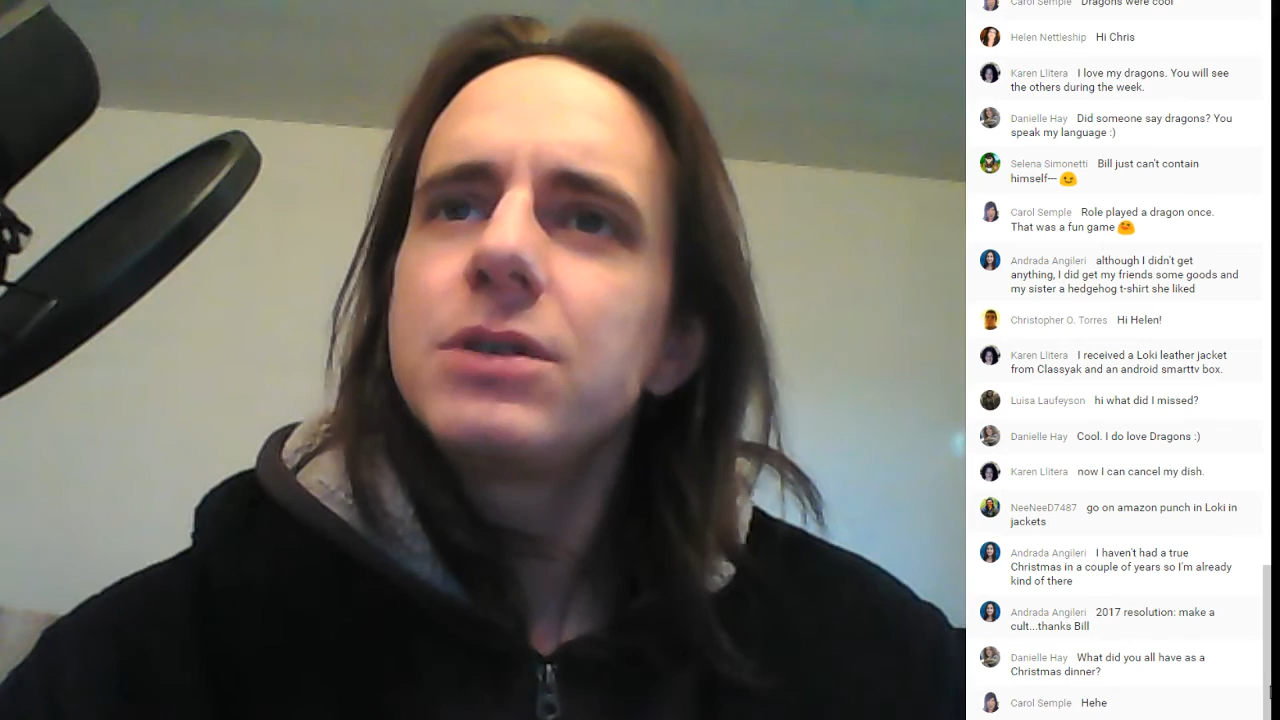 Carol Semple Dragons were cool
Helen Nettleship Hi Chris
Karen Llitera I love my dragons. You will see
the others during the week.
Danielle Hay Did someone say dragons? You
speak my language :)
Selena Simonetti Bill just can't contain
himself---
Carol Semple Role played a dragon once.
That was a fun game
Andrada Angileri although I didn't get
anything, I did get my friends some goods and
my sister a hedgehog t-shirt she liked
Christopher O. Torres Hi Helen!
Karen Llitera I received a Loki leather jacket
from Classyak and an android smarttv box.
Luisa Laufeyson hi what did I missed?
Danielle Hay Cool. I do love Dragons :)
Karen Llitera now I can cancel my dish.
NeeNeeD7487 go on amazon punch in Loki in
jackets
Andrada Angileri I haven't had a true
Christmas in a couple of years so I'm already
kind of there
Andrada Angileri 2017 resolution: make a
cult...thanks Bill
Danielle Hay What did you all have as a
Christmas dinner?
Carol Semple Hehe